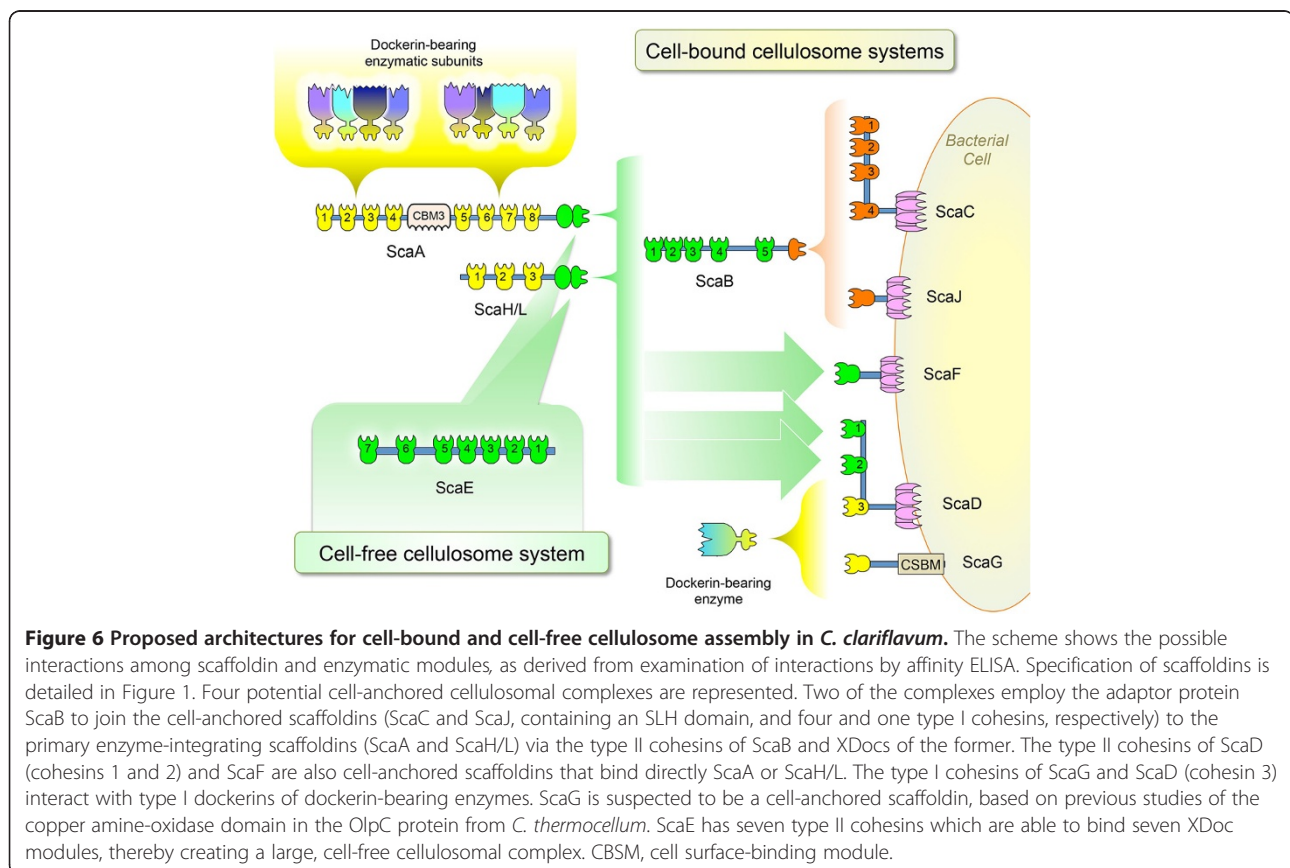 Dockerin-bearing
enzymatic subunits
Cell-bound cellulosome systems
Bacterial
Cell
1
2
3
4
ScaC
1 2 3 4 CBM3 5 6 7 8
ScaA
1 2 3 4 5
ScaB
1 2 3
ScaH/L
ScaJ
ScaF
7 6 5 4 3 2 1
ScaE
1
2
3
ScaD
Cell-free cellulosome system
Dockerin-bearing
enzyme
CSBM
ScaG
Figure 6 Proposed architectures for cell-bound and cell-free cellulosome assembly in C. clariflavum. The scheme shows the possible
interactions among scaffoldin and enzymatic modules, as derived from examination of interactions by affinity ELISA. Specification of scaffoldins is
detailed in Figure 1. Four potential cell-anchored cellulosomal complexes are represented. Two of the complexes employ the adaptor protein
ScaB to join the cell-anchored scaffoldins (ScaC and ScaJ, containing an SLH domain, and four and one type I cohesins, respectively) to the
primary enzyme-integrating scaffoldins (ScaA and ScaH/L) via the type II cohesins of ScaB and XDocs of the former. The type II cohesins of ScaD
(cohesins 1 and 2) and ScaF are also cell-anchored scaffoldins that bind directly ScaA or ScaH/L. The type I cohesins of ScaG and ScaD (cohesin 3)
interact with type I dockerins of dockerin-bearing enzymes. ScaG is suspected to be a cell-anchored scaffoldin, based on previous studies of the
copper amine-oxidase domain in the OlpC protein from C. thermocellum. ScaE has seven type II cohesins which are able to bind seven XDoc
modules, thereby creating a large, cell-free cellulosomal complex. CBSM, cell surface-binding module.